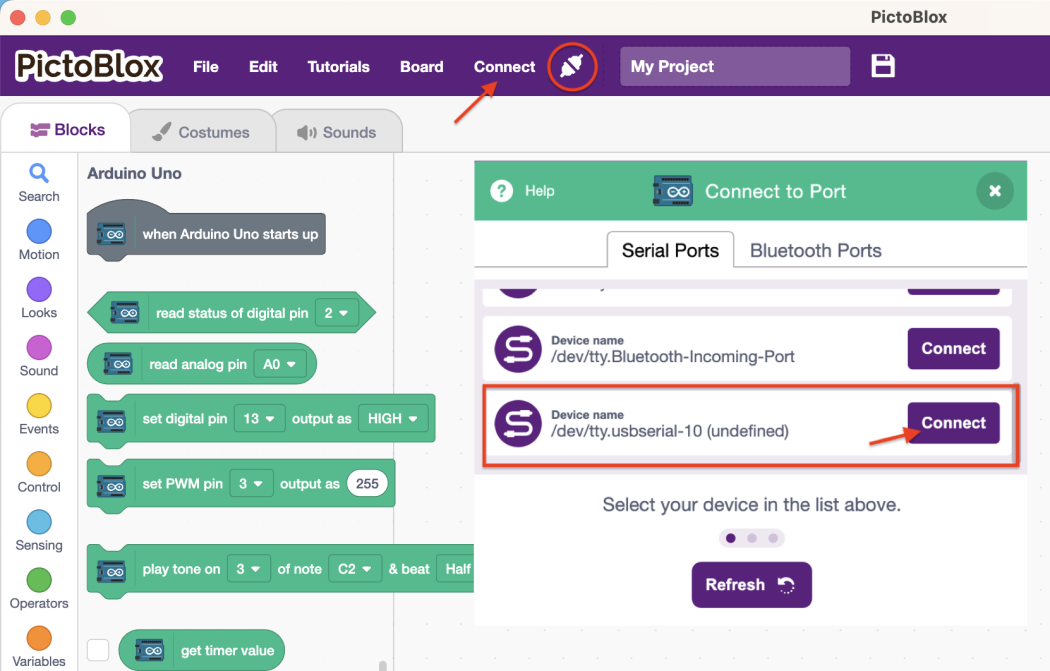 PictoBlox
PictoBlox File Edit Tutorials Board Connect My Project
Blocks Costumes Sounds
Search
Motion
Looks
Sound
Events
Control
Sensing
Operators
Variables
Arduino Uno
when Arduino Uno starts up
read status of digital pin 2
read analog pin A0
set digital pin 13 output as HIGH
set PWM pin 3 output as 255
play tone on 3 of note C2 & beat Half
get timer value
? Help Connect to Port
Serial Ports Bluetooth Ports
Device name
/dev/tty.Bluetooth-Incoming-Port
Connect
Device name
/dev/tty.usbserial-10 (undefined)
Connect
Select your device in the list above.
Refresh